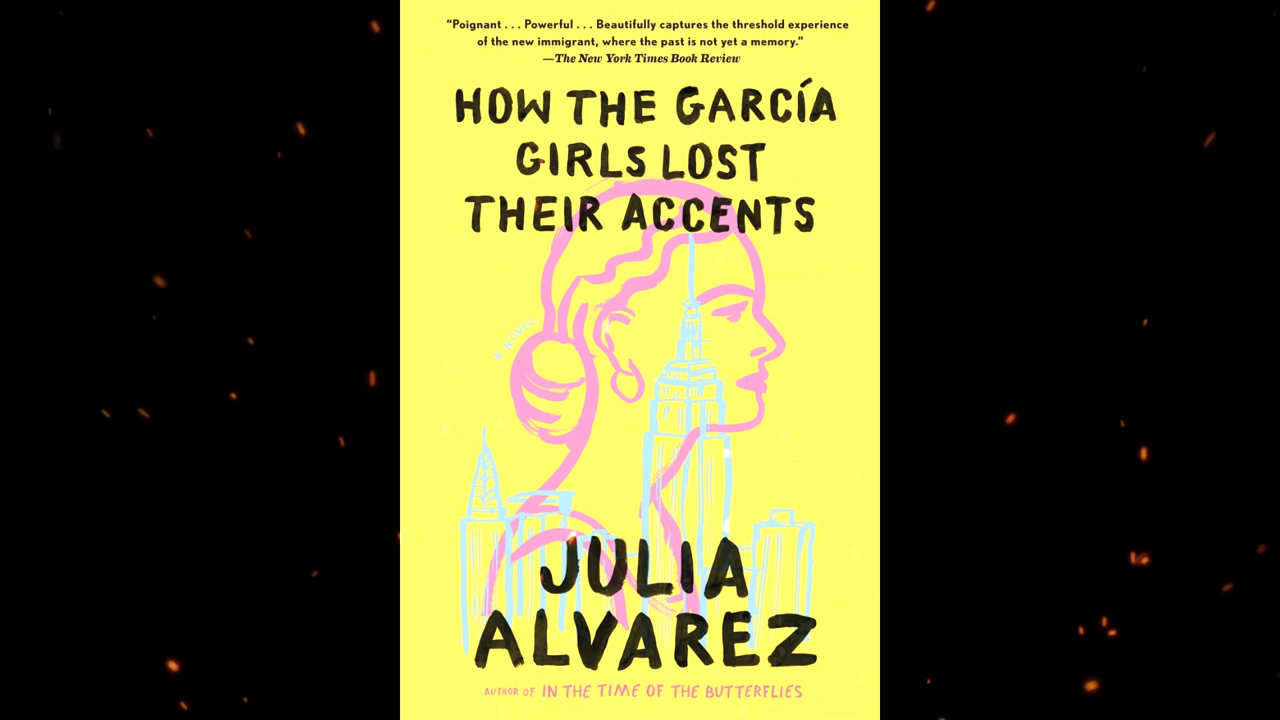 “Poignant . . . Powerful . . . Beautifully captures the threshold experience
of the new immigrant, where the past is not yet a memory.”
—The New York Times Book Review
HOW THE GARCÍA
GIRLS LOST
THEIR ACCENTS
A NOVEL
JULIA
ALVAREZ
AUTHOR OF IN THE TIME OF THE BUTTERFLIES